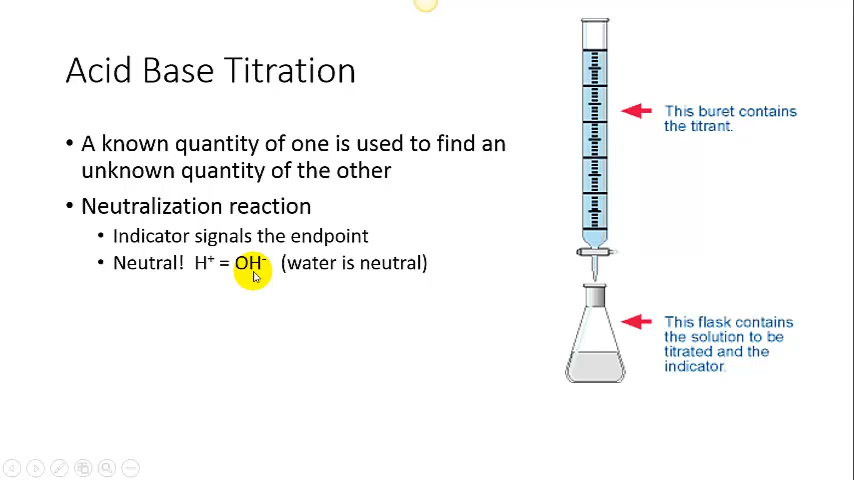 Acid Base Titration
• A known quantity of one is used to find an
unknown quantity of the other
• Neutralization reaction
• Indicator signals the endpoint
• Neutral! H⁺ = OH⁻ (water is neutral)
This buret contains
the titrant.
This flask contains
the solution to be
titrated and the
indicator.